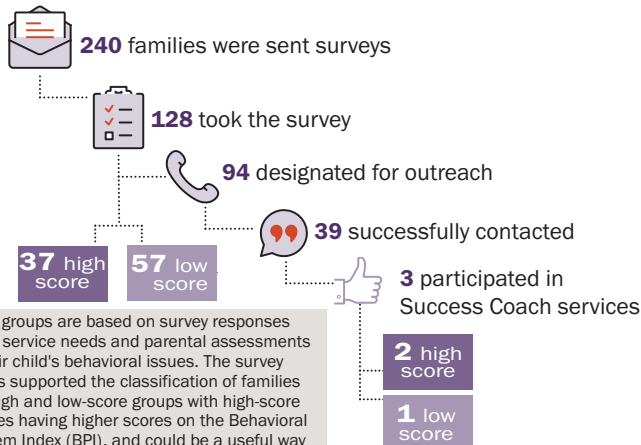 240 families were sent surveys
128 took the survey
94 designated for outreach
39 successfully contacted
37 high
score
57 low
score
3 participated in
Success Coach services
2 high
score
1 low
score
groups are based on survey responses
service needs and parental assessments
child's behavioral issues. The survey
supported the classification of families
and low-score groups with high-score
having higher scores on the Behavioral
Index (BPI), and could be a useful way